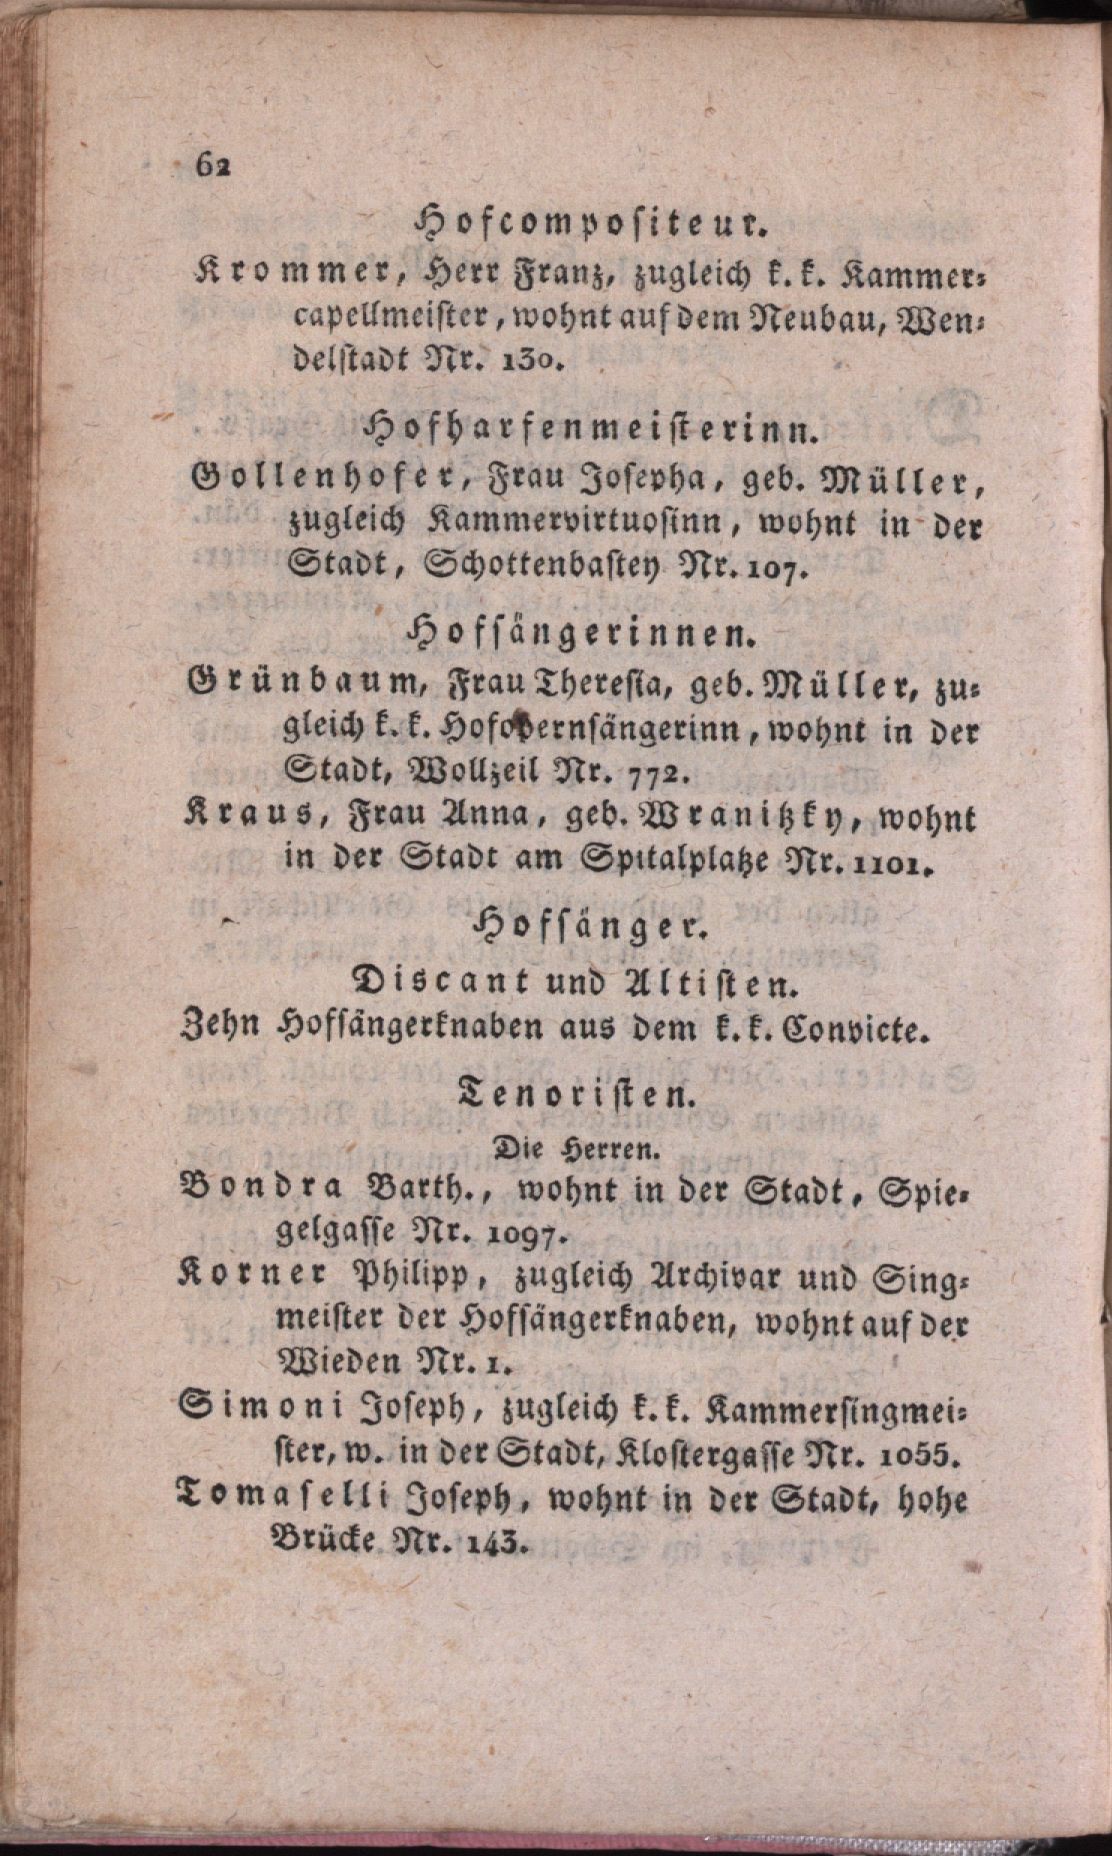 62
Hofcompositeur.
Krommer, Herr Franz, zugleich k. k. Kammer-
capellmeister, wohnt auf dem Neubau, Wen-
delstadt Nr. 130.
Hofharfenmeisterinn.
Gollenhofer, Frau Josepha, geb. Müller,
zugleich Kammervirtuosinn, wohnt in der
Stadt, Schottenbastey Nr. 107.
Hofsängerinnen.
Grünbaum, Frau Theresia, geb. Müller, zu-
gleich k. k. Hofopernsängerinn, wohnt in der
Stadt, Wollzeil Nr. 772.
Kraus, Frau Anna, geb. Wranitzky, wohnt
in der Stadt am Spitalplatze Nr. 1101.
Hofsänger.
Discant und Altisten.
Zehn Hofsängerknaben aus dem k. k. Convicte.
Tenoristen.
Die Herren.
Bondra Barth., wohnt in der Stadt, Spie-
gelgasse Nr. 1097.
Korner Philipp, zugleich Archivar und Sing-
meister der Hofsängerknaben, wohnt auf der
Wieden Nr. 1.
Simoni Joseph, zugleich k. k. Kammersingmei-
ster, w. in der Stadt, Klostergasse Nr. 1055.
Tomaselli Joseph, wohnt in der Stadt, hohe
Brücke Nr. 143.